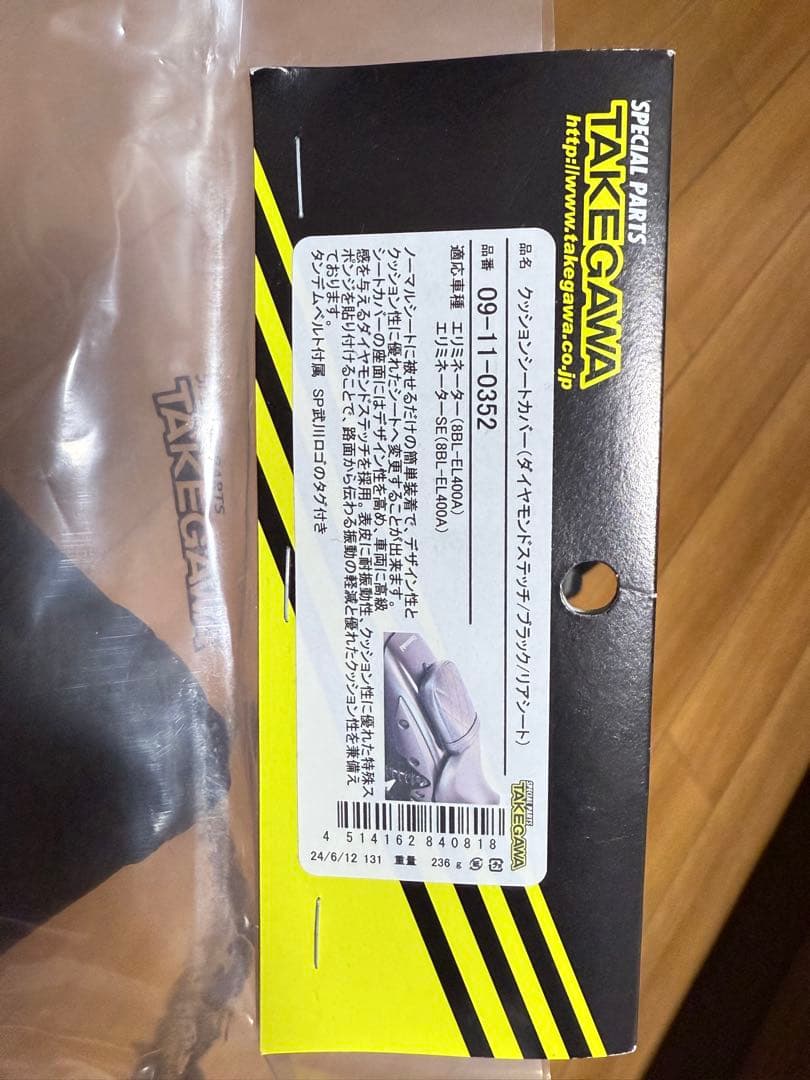 SPECIAL PARTS
TAKEGAWA
http://www.takegawa.co.jp
品名 クッションシートカバー(ダイヤモンドステッチ/ブラック/リアシート)
品番 09-11-0352
適応車種 エリミネーター(8BL-EL400A)
エリミネーターSE(8BL-EL400A)
ノーマルシートに被せるだけの簡単装着で、デザイン性と
クッション性に優れたシートへ変更することが出来ます。
シートカバーの座面にはデザイン性を高め、車両に高級
感を与えるダイヤモンドステッチを採用。表皮に耐振動性、クッション性に優れた特殊ス
ポンジを貼り付けることで、路面から伝わる振動の軽減と優れたクッション性を兼備え
ております。
タンデムベルト付属 SP武川ロゴのタグ付き
SPECIAL PARTS
TAKEGAWA
4 514162 840818
24/6/12 131 重量 236 g
TAKEGAWA